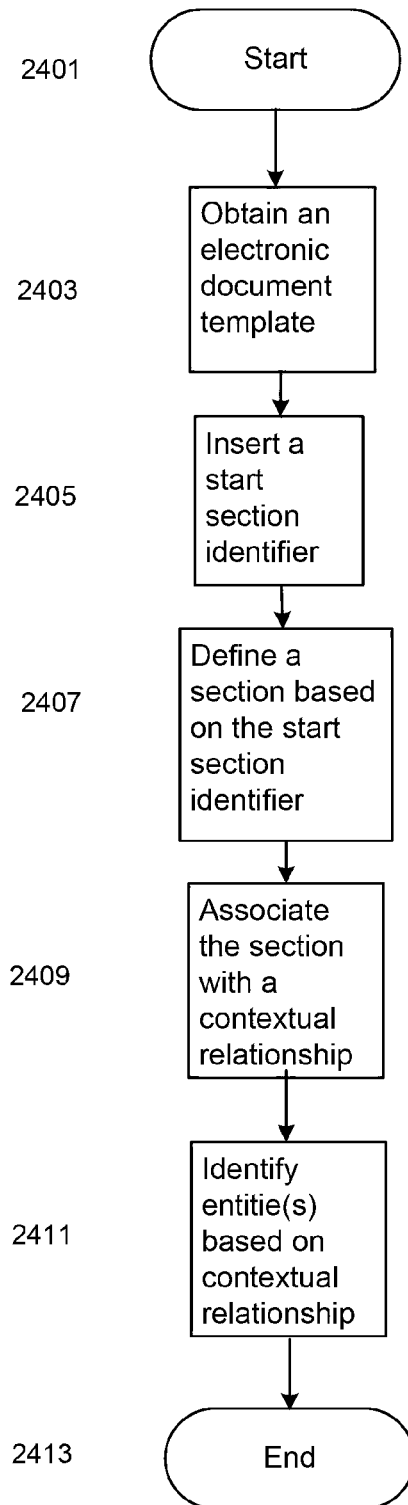 2401
Start
2403
Obtain an
electronic
document
template
2405
Insert a
start
section
identifier
2407
Define a
section based
on the start
section
identifier
2409
Associate
the section
with a
contextual
relationship
2411
Identify
entitie(s)
based on
contextual
relationship
2413
End